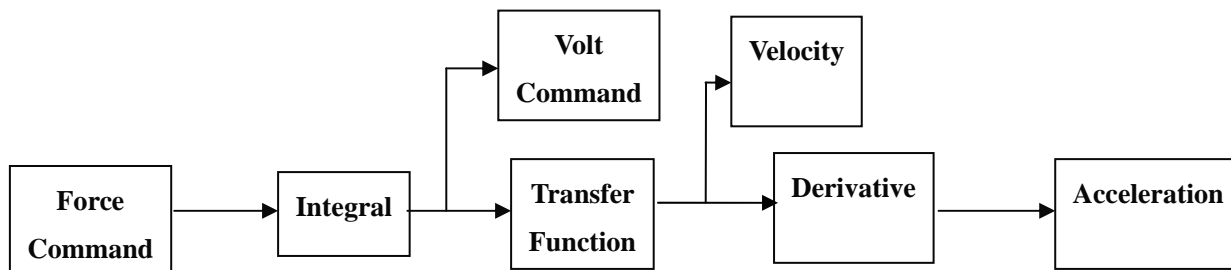 Volt
Command
Velocity
Force
Command
Integral
Transfer
Function
Derivative
Acceleration